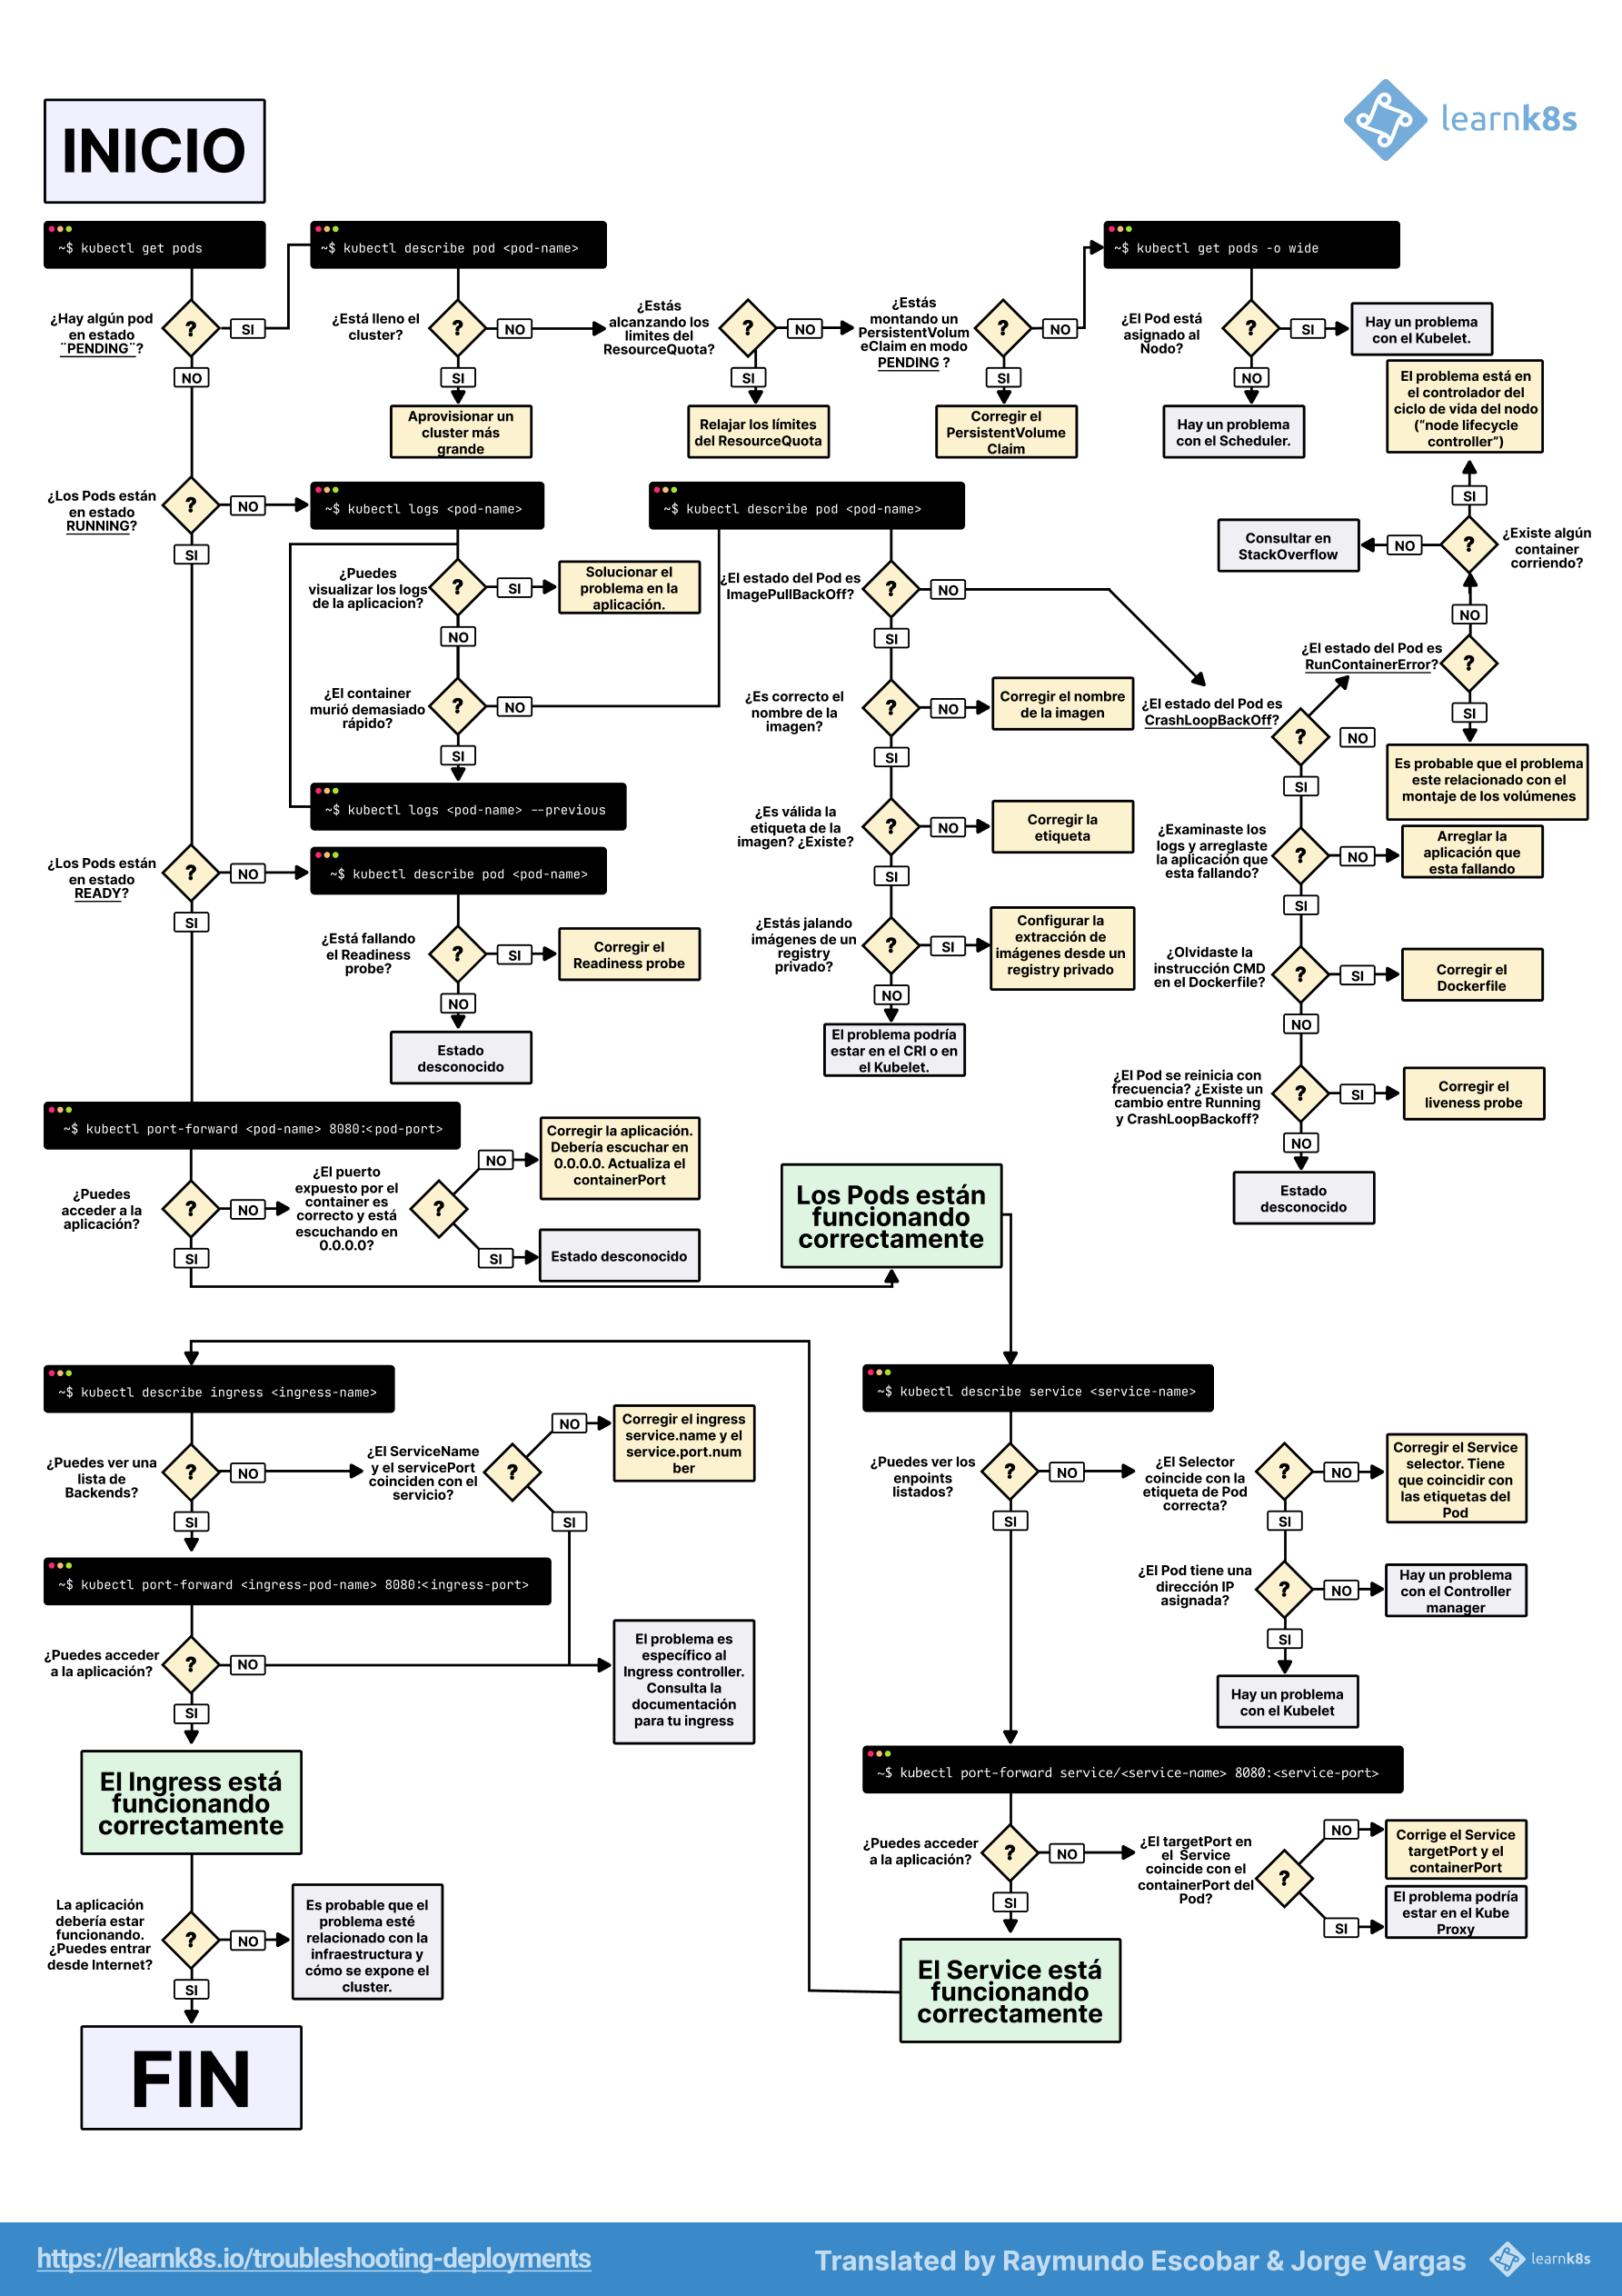 INICIO
learnk8s
~$ kubectl get pods
~$ kubectl describe pod <pod-name>
~$ kubectl get pods -o wide
¿Hay algún pod
en estado
¨PENDING¨?
?
SI
NO
¿Está lleno el
cluster?
?
NO
SI
Aprovisionar un
cluster más
grande
¿Estás
alcanzando los
limites del
ResourceQuota?
?
NO
SI
Relajar los límites
del ResourceQuota
¿Estás
montando un
PersistentVolum
eClaim en modo
PENDING ?
?
NO
SI
Corregir el
PersistentVolume
Claim
¿El Pod está
asignado al
Nodo?
?
SI
Hay un problema
con el Kubelet.
NO
Hay un problema
con el Scheduler.
El problema está en
el controlador del
ciclo de vida del nodo
(“node lifecycle
controller”)
SI
¿Existe algún
container
corriendo?
?
NO
Consultar en
StackOverflow
NO
¿El estado del Pod es
RunContainerError?
?
SI
Es probable que el problema
este relacionado con el
montaje de los volúmenes
¿Los Pods están
en estado
RUNNING?
?
NO
SI
~$ kubectl logs <pod-name>
¿Puedes
visualizar los logs
de la aplicacion?
?
SI
Solucionar el
problema en la
aplicación.
NO
¿El container
murió demasiado
rápido?
?
NO
SI
~$ kubectl logs <pod-name> --previous
~$ kubectl describe pod <pod-name>
¿El estado del Pod es
ImagePullBackOff?
?
NO
SI
¿Es correcto el
nombre de la
imagen?
?
NO
Corregir el nombre
de la imagen
SI
¿Es válida la
etiqueta de la
imagen? ¿Existe?
?
NO
Corregir la
etiqueta
SI
¿Estás jalando
imágenes de un
registry
privado?
?
SI
Configurar la
extracción de
imágenes desde un
registry privado
NO
El problema podría
estar en el CRI o en
el Kubelet.
¿El estado del Pod es
CrashLoopBackOff?
?
NO
SI
¿Examinaste los
logs y arreglaste
la aplicación que
esta fallando?
?
NO
Arreglar la
aplicación que
esta fallando
SI
¿Olvidaste la
instrucción CMD
en el Dockerfile?
?
SI
Corregir el
Dockerfile
NO
¿El Pod se reinicia con
frecuencia? ¿Existe un
cambio entre Running
y CrashLoopBackoff?
?
SI
Corregir el
liveness probe
NO
Estado
desconocido
¿Los Pods están
en estado
READY?
?
NO
SI
~$ kubectl describe pod <pod-name>
¿Está fallando
el Readiness
probe?
?
SI
Corregir el
Readiness probe
NO
Estado
desconocido
~$ kubectl port-forward <pod-name> 8080:<pod-port>
¿Puedes
acceder a la
aplicación?
?
NO
SI
¿El puerto
expuesto por el
container es
correcto y está
escuchando en
0.0.0.0?
?
NO
Corregir la aplicación.
Debería escuchar en
0.0.0.0. Actualiza el
containerPort
SI
Estado desconocido
Los Pods están
funcionando
correctamente
~$ kubectl describe ingress <ingress-name>
¿Puedes ver una
lista de
Backends?
?
NO
SI
¿El ServiceName
y el servicePort
coinciden con el
servicio?
?
NO
Corregir el ingress
service.name y el
service.port.num
ber
SI
~$ kubectl port-forward <ingress-pod-name> 8080:<ingress-port>
¿Puedes acceder
a la aplicación?
?
NO
El problema es
específico al
Ingress controller.
Consulta la
documentación
para tu ingress
SI
El Ingress está
funcionando
correctamente
La aplicación
debería estar
funcionando.
¿Puedes entrar
desde Internet?
?
NO
Es probable que el
problema esté
relacionado con la
infraestructura y
cómo se expone el
cluster.
SI
FIN
~$ kubectl describe service <service-name>
¿Puedes ver los
enpoints
listados?
?
NO
SI
¿El Selector
coincide con la
etiqueta de Pod
correcta?
?
NO
Corregir el Service
selector. Tiene
que coincidir con
las etiquetas del
Pod
SI
¿El Pod tiene una
dirección IP
asignada?
?
NO
Hay un problema
con el Controller
manager
SI
Hay un problema
con el Kubelet
~$ kubectl port-forward service/<service-name> 8080:<service-port>
¿Puedes acceder
a la aplicación?
?
NO
SI
¿El targetPort en
el Service
coincide con el
containerPort del
Pod?
?
NO
Corrige el Service
targetPort y el
containerPort
SI
El problema podría
estar en el Kube
Proxy
El Service está
funcionando
correctamente
https://learnk8s.io/troubleshooting-deployments
Translated by Raymundo Escobar & Jorge Vargas
learnk8s